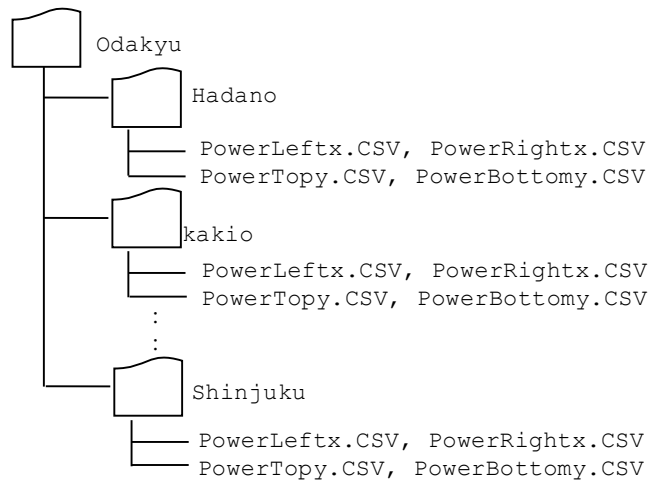 Odakyu
Hadano
PowerLeftx.CSV, PowerRightx.CSV
PowerTopy.CSV, PowerBottomy.CSV
kakio
PowerLeftx.CSV, PowerRightx.CSV
PowerTopy.CSV, PowerBottomy.CSV
:
:
Shinjuku
PowerLeftx.CSV, PowerRightx.CSV
PowerTopy.CSV, PowerBottomy.CSV